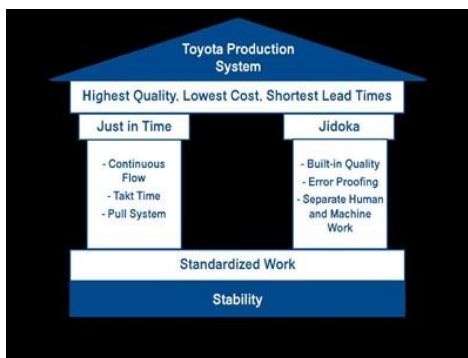 Toyota Production
System
Highest Quality, Lowest Cost, Shortest Lead Times
Just in Time
- Continuous
Flow
- Takt Time
- Pull System
Jidoka
- Built-in Quality
- Error Proofing
- Separate Human
and Machine
Work
Standardized Work
Stability